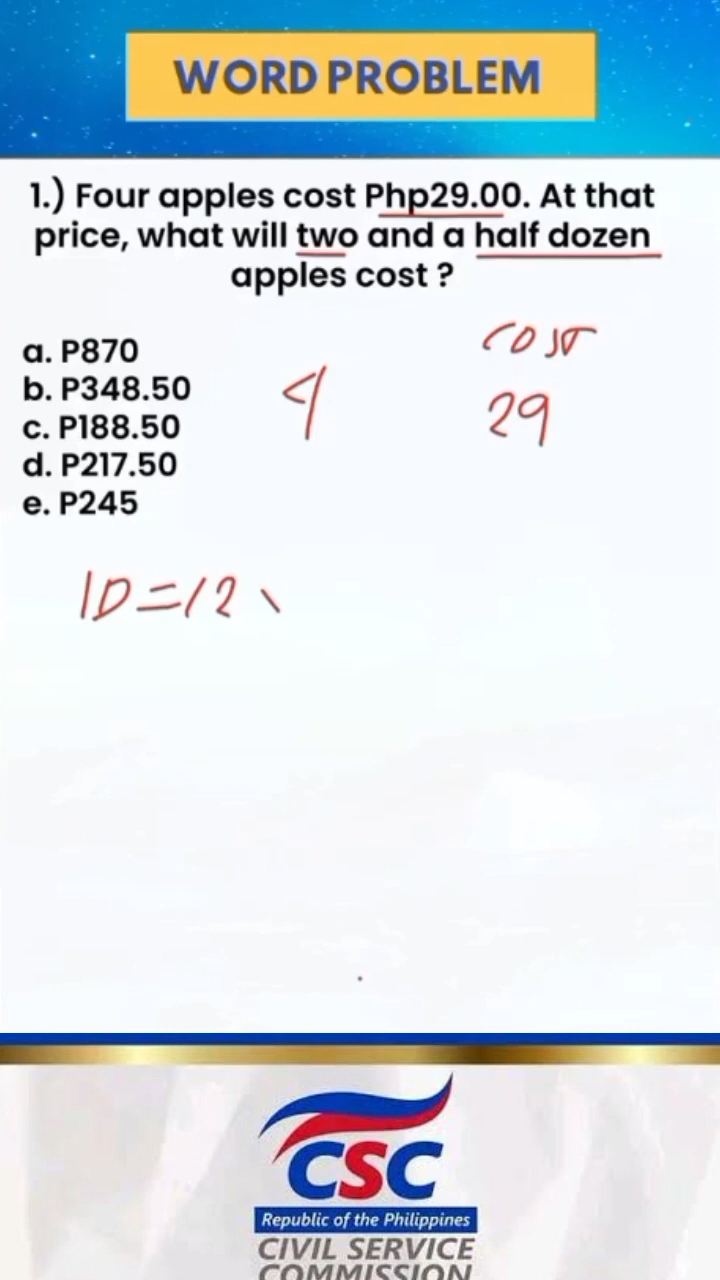 WORD PROBLEM
1.) Four apples cost Php29.00. At that
price, what will two and a half dozen
apples cost ?
a. P870
b. P348.50
c. P188.50
d. P217.50
e. P245
cost
4 29
1D=12
CSC
Republic of the Philippines
CIVIL SERVICE
COMMISSION